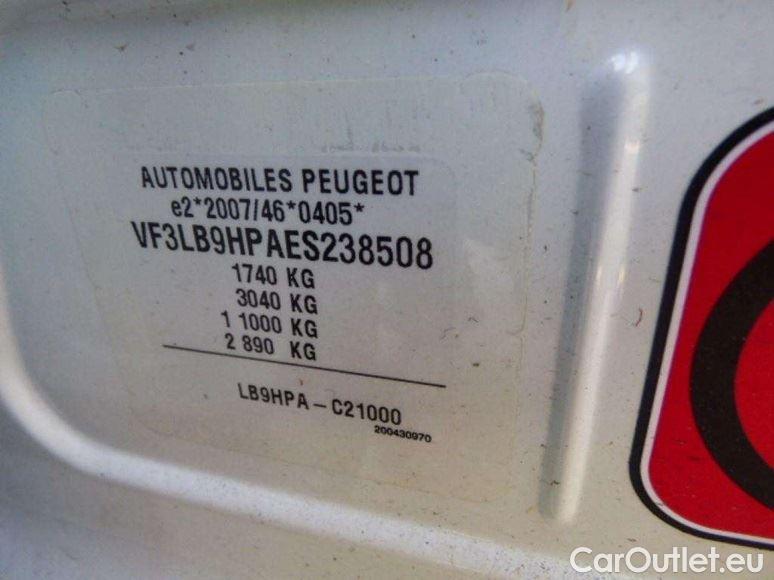 AUTOMOBILES PEUGEOT
e2*2007/46*0405*
VF3LB9HPAES238508
1740 KG
3040 KG
1 1000 KG
2 890 KG
LB9HPA – C21000
200430970
CarOutlet.eu